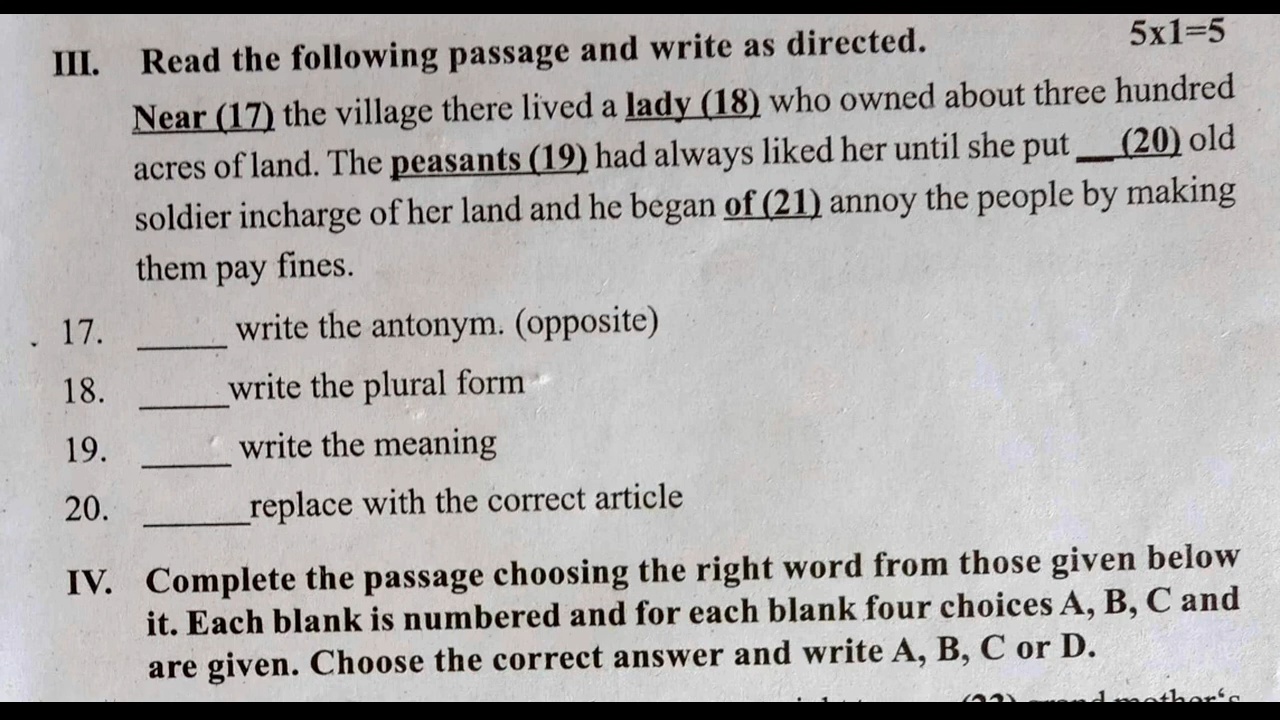 III. Read the following passage and write as directed. 5x1=5
Near (17) the village there lived a lady (18) who owned about three hundred
acres of land. The peasants (19) had always liked her until she put __ (20) old
soldier incharge of her land and he began of (21) annoy the people by making
them pay fines.
17. _____ write the antonym. (opposite)
18. _____ write the plural form
19. _____ write the meaning
20. ______ replace with the correct article
IV. Complete the passage choosing the right word from those given below
it. Each blank is numbered and for each blank four choices A, B, C and
are given. Choose the correct answer and write A, B, C or D.